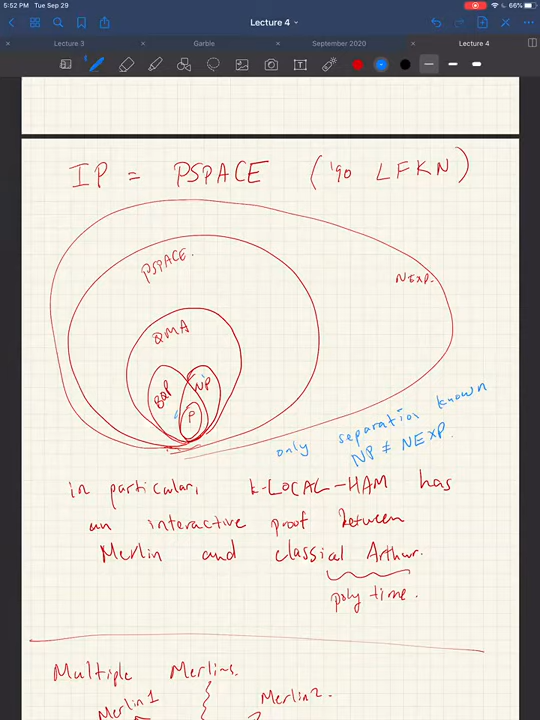 5:52 PM Tue Sep 29
66%
Lecture 4
Lecture 3
Garble
September 2020
Lecture 4
IP = PSPACE ('90 LFKN)
PSPACE.
NEXP.
QMA
BQP
NP
P
only separation known
NP ≠ NEXP.
in particular, k-LOCAL-HAM has
an interactive proof between
Merlin and classical Arthur.
poly time.
Multiple Merlins.
Merlin 1
Merlin 2.